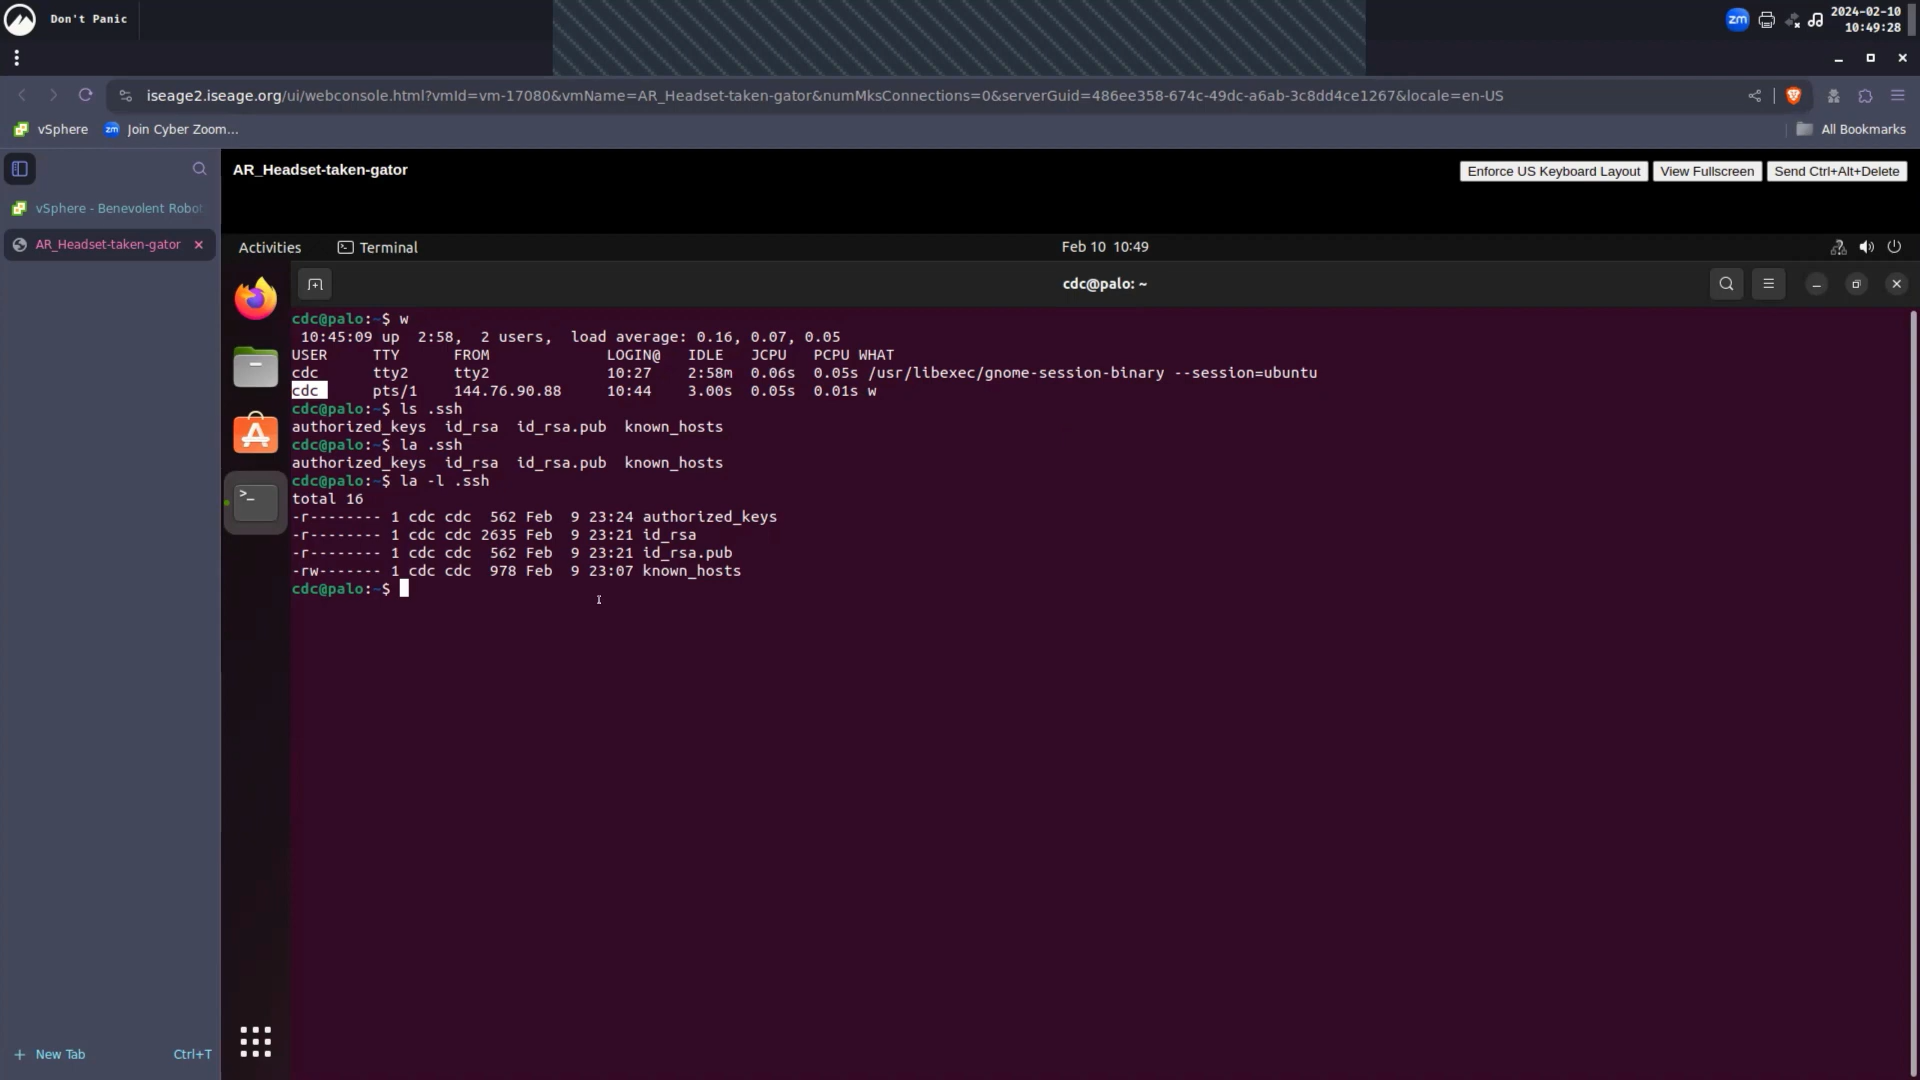 Don't Panic
zm
2024-02-10
10:49:28
iseage2.iseage.org/ui/webconsole.html?vmId=vm-17080&vmName=AR_Headset-taken-gator&numMksConnections=0&serverGuid=486ee358-674c-49dc-a6ab-3c8dd4ce1267&locale=en-US
vSphere
zm Join Cyber Zoom...
All Bookmarks
AR_Headset-taken-gator
Enforce US Keyboard Layout
View Fullscreen
Send Ctrl+Alt+Delete
vSphere - Benevolent Robot
AR_Headset-taken-gator
Activities
Terminal
Feb 10 10:49
cdc@palo: ~
cdc@palo:~$ w
 10:45:09 up  2:58,  2 users,  load average: 0.16, 0.07, 0.05
USER     TTY      FROM             LOGIN@   IDLE   JCPU   PCPU WHAT
cdc      tty2     tty2             10:27    2:58m  0.06s  0.05s /usr/libexec/gnome-session-binary --session=ubuntu
cdc      pts/1    144.76.90.88     10:44    3.00s  0.05s  0.01s w
cdc@palo:~$ ls .ssh
authorized_keys  id_rsa  id_rsa.pub  known_hosts
cdc@palo:~$ la .ssh
authorized_keys  id_rsa  id_rsa.pub  known_hosts
cdc@palo:~$ la -l .ssh
total 16
-r-------- 1 cdc cdc  562 Feb  9 23:24 authorized_keys
-r-------- 1 cdc cdc 2635 Feb  9 23:21 id_rsa
-r-------- 1 cdc cdc  562 Feb  9 23:21 id_rsa.pub
-rw------- 1 cdc cdc  978 Feb  9 23:07 known_hosts
cdc@palo:~$
New Tab
Ctrl+T